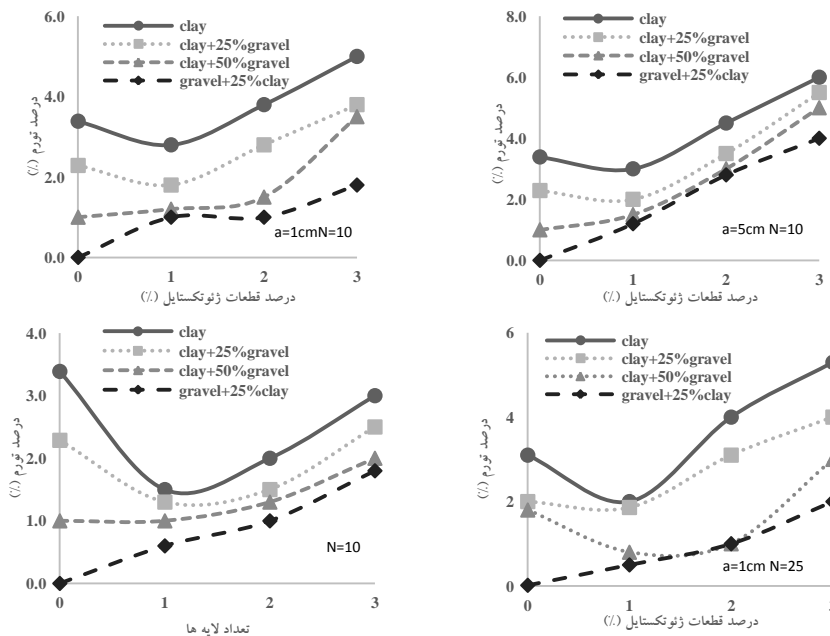 6.0
4.0
2.0
0.0
0 1 2 3
clay
clay+25%gravel
clay+50%gravel
gravel+25%clay
a=1cmN=10
درصد تورم (٪)
درصد قطعات ژئوتکستایل (٪)
8.0
6.0
4.0
2.0
0.0
0 1 2 3
clay
clay+25%gravel
clay+50%gravel
gravel+25%clay
a=5cm N=10
درصد تورم (٪)
درصد قطعات ژئوتکستایل (٪)
4.0
3.0
2.0
1.0
0.0
0 1 2 3
clay
clay+25%gravel
clay+50%gravel
gravel+25%clay
N=10
درصد تورم (٪)
تعداد لایه ها
6
4
2
0
0 1 2 3
clay
clay+25%gravel
clay+50%gravel
gravel+25%clay
a=1cm N=25
درصد تورم (٪)
درصد قطعات ژئوتکستایل (٪)